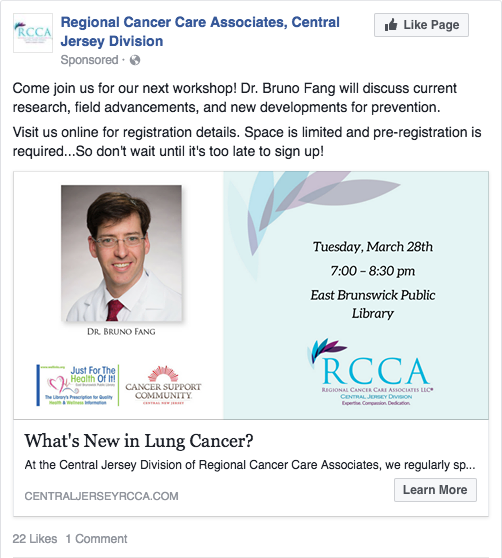 RCCA
Regional Cancer Care Associates, Central
Jersey Division
Like Page
Sponsored ·
Come join us for our next workshop! Dr. Bruno Fang will discuss current
research, field advancements, and new developments for prevention.
Visit us online for registration details. Space is limited and pre-registration is
required...So don't wait until it's too late to sign up!
DR. BRUNO FANG
Just For The
Health Of It!
East Brunswick Public Library
The Library's Prescription for Quality
Health & Wellness Information
CANCER SUPPORT
COMMUNITY
CENTRAL NEW JERSEY
Tuesday, March 28th
7:00 – 8:30 pm
East Brunswick Public
Library
RCCA
REGIONAL CANCER CARE ASSOCIATES LLC®
CENTRAL JERSEY DIVISION
Expertise. Compassion. Dedication.
What's New in Lung Cancer?
At the Central Jersey Division of Regional Cancer Care Associates, we regularly sp...
CENTRALJERSEYRCCA.COM
Learn More
22 Likes 1 Comment